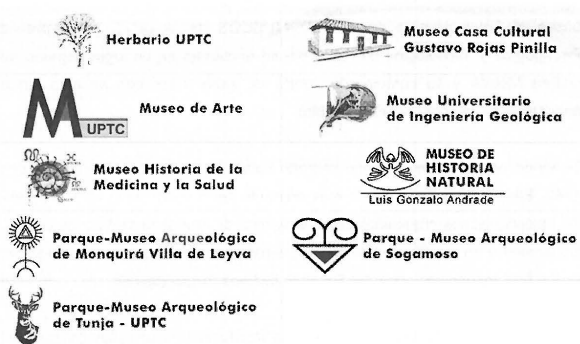 Herbario UPTC
Museo Casa Cultural
Gustavo Rojas Pinilla
M UPTC
Museo de Arte
Museo Universitario
de Ingeniería Geológica
Museo Historia de la
Medicina y la Salud
MUSEO DE
HISTORIA
NATURAL
Luis Gonzalo Andrade
Parque-Museo Arqueológico
de Monquirá Villa de Leyva
Parque - Museo Arqueológico
de Sogamoso
Parque-Museo Arqueológico
de Tunja - UPTC